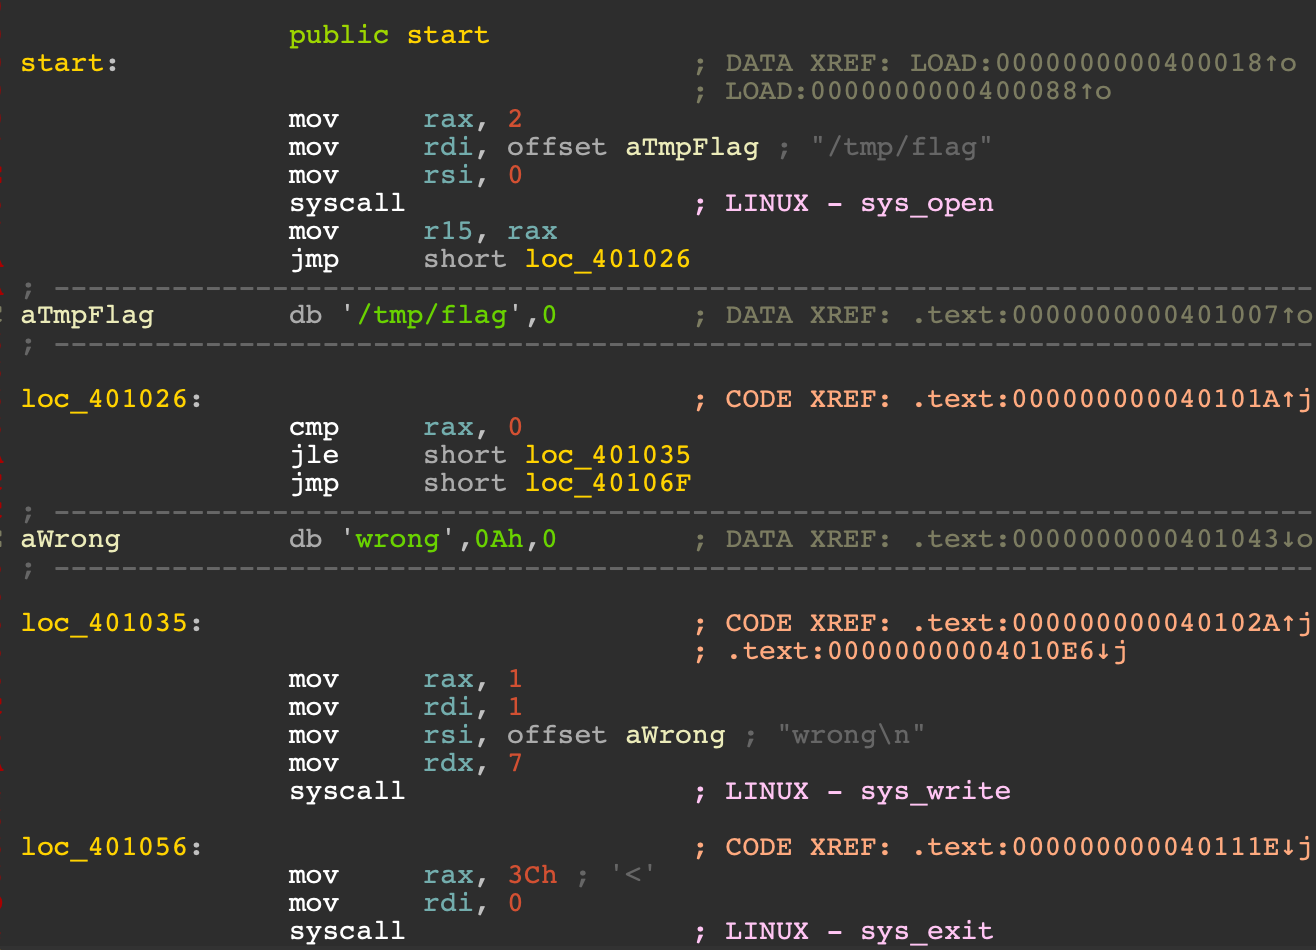 public start
start: ; DATA XREF: LOAD:0000000000400018↑o
; LOAD:0000000000400088↑o
mov rax, 2
mov rdi, offset aTmpFlag ; "/tmp/flag"
mov rsi, 0
syscall ; LINUX - sys_open
mov r15, rax
jmp short loc_401026
; ---------------------------------------------------------------------------
aTmpFlag db '/tmp/flag',0 ; DATA XREF: .text:0000000000401007↑o
; ---------------------------------------------------------------------------
loc_401026: ; CODE XREF: .text:000000000040101A↑j
cmp rax, 0
jle short loc_401035
jmp short loc_40106F
; ---------------------------------------------------------------------------
aWrong db 'wrong',0Ah,0 ; DATA XREF: .text:0000000000401043↓o
; ---------------------------------------------------------------------------
loc_401035: ; CODE XREF: .text:000000000040102A↑j
; .text:00000000004010E6↓j
mov rax, 1
mov rdi, 1
mov rsi, offset aWrong ; "wrong\n"
mov rdx, 7
syscall ; LINUX - sys_write
loc_401056: ; CODE XREF: .text:000000000040111E↓j
mov rax, 3Ch ; '<'
mov rdi, 0
syscall ; LINUX - sys_exit